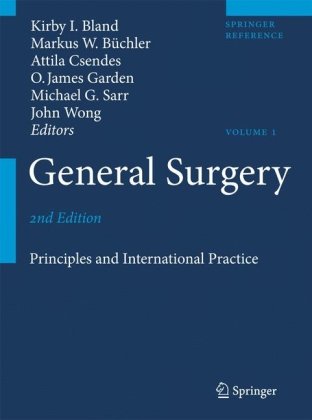 Kirby I. Bland
Markus W. Büchler
Attila Csendes
O. James Garden
Michael G. Sarr
John Wong
Editors
SPRINGER
REFERENCE
VOLUME 1
General Surgery
2nd Edition
Principles and International Practice
Springer